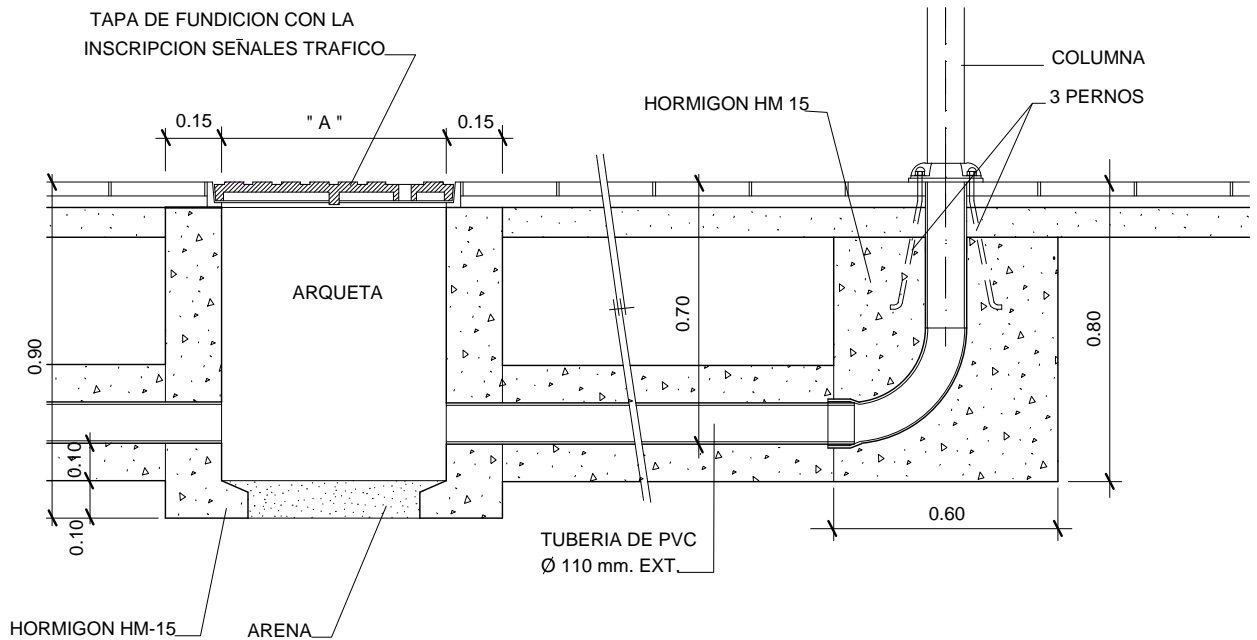 TAPA DE FUNDICION CON LA
INSCRIPCION SEÑALES TRAFICO
COLUMNA
3 PERNOS
HORMIGON HM 15
0.15
" A "
0.15
ARQUETA
0.90
0.70
0.80
0.10
0.10
0.60
TUBERIA DE PVC
Ø 110 mm. EXT.
HORMIGON HM-15
ARENA